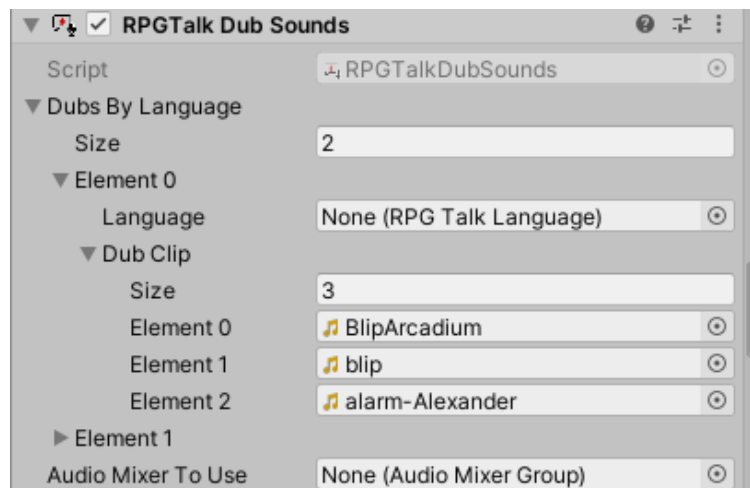 RPGTalk Dub Sounds
Script RPGTalkDubSounds
Dubs By Language
Size 2
Element 0
Language None (RPG Talk Language)
Dub Clip
Size 3
Element 0 BlipArcadium
Element 1 blip
Element 2 alarm-Alexander
Element 1
Audio Mixer To Use None (Audio Mixer Group)